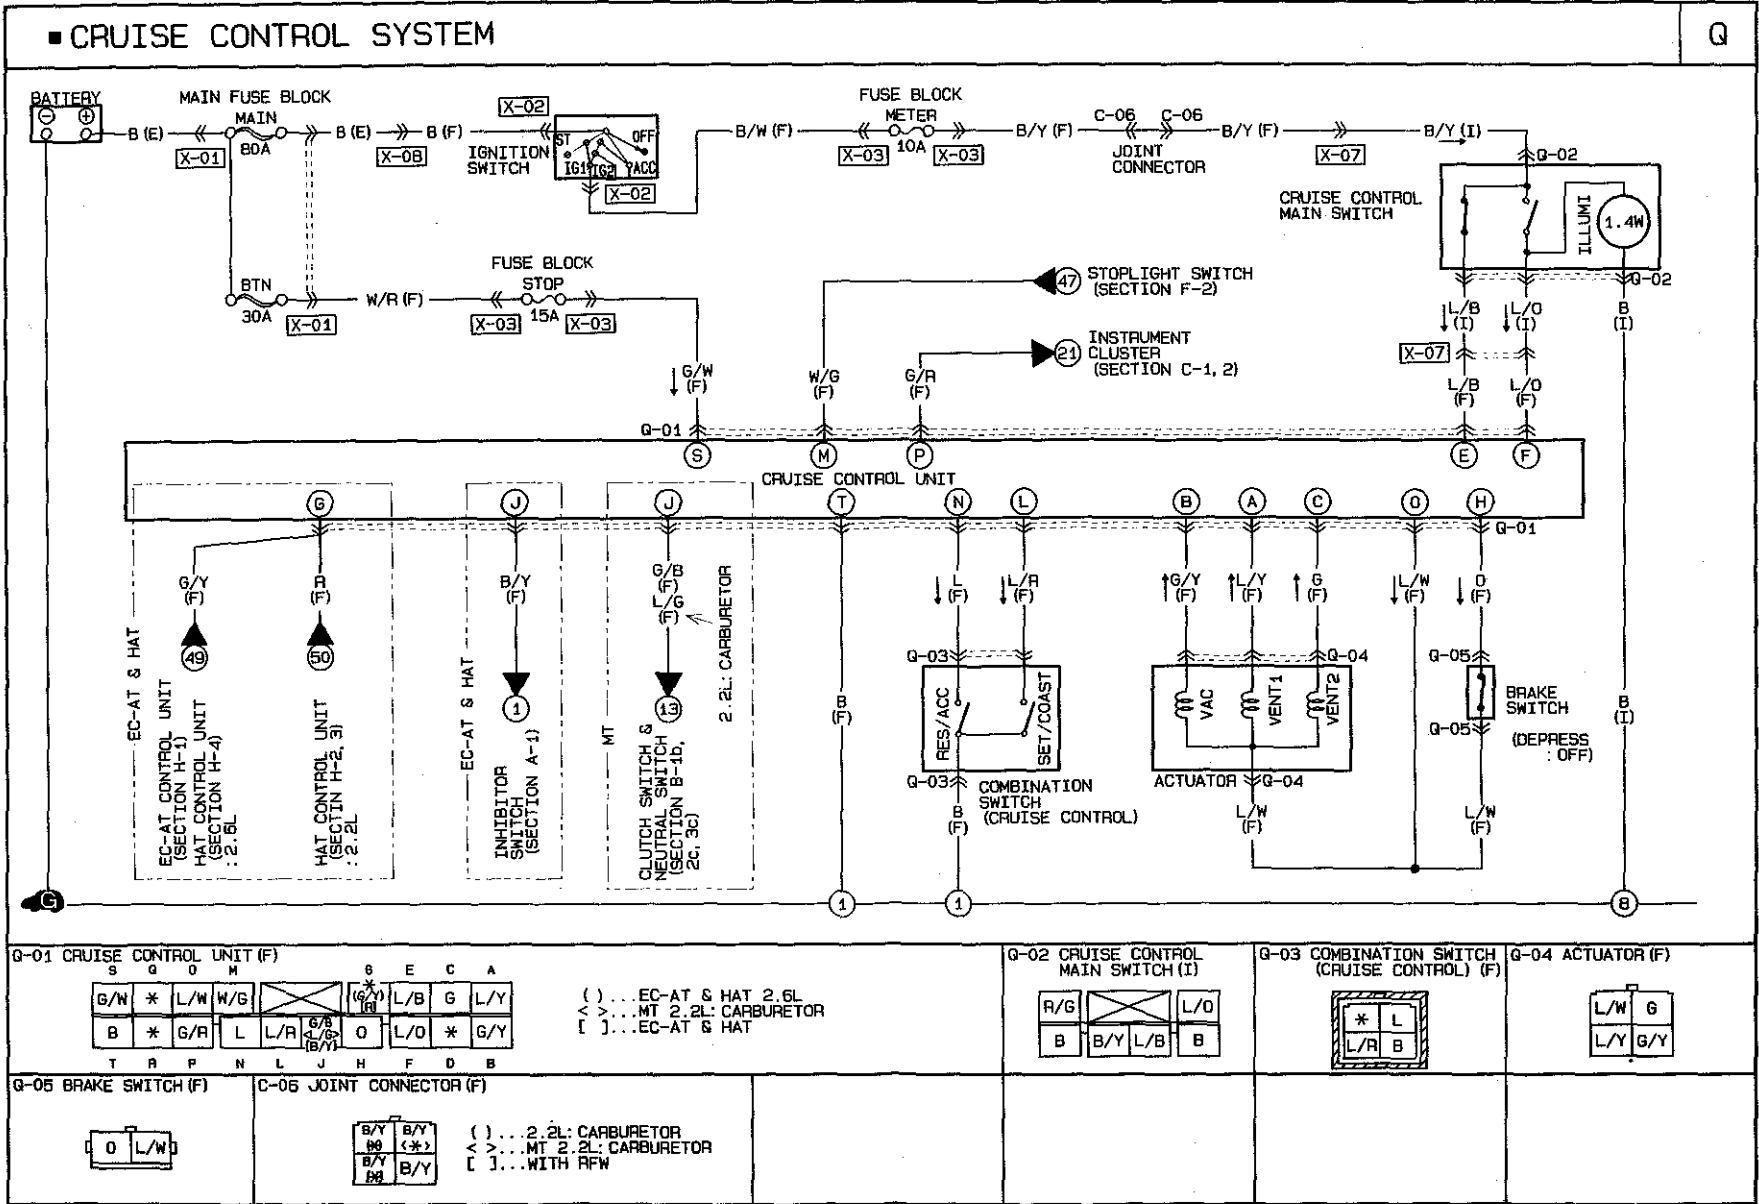 ■CRUISE CONTROL SYSTEM
Q
BATTERY
MAIN FUSE BLOCK
MAIN
80A
B (E)
X-01
B (E)
X-08
B (F)
X-02
IGNITION
SWITCH
ST
OFF
IG1
IG2
ACC
X-02
B/W (F)
FUSE BLOCK
METER
10A
X-03
X-03
B/Y (F)
C-06
C-06
JOINT
CONNECTOR
B/Y (F)
X-07
B/Y (I)
Q-02
CRUISE CONTROL
MAIN SWITCH
ILLUMI
1.4W
Q-02
BTN
30A
X-01
W/R (F)
FUSE BLOCK
STOP
15A
X-03
X-03
47
STOPLIGHT SWITCH
(SECTION F-2)
21
INSTRUMENT
CLUSTER
(SECTION C-1, 2)
L/B
(I)
L/O
(I)
B
(I)
X-07
G/W
(F)
W/G
(F)
G/R
(F)
L/B
(F)
L/O
(F)
Q-01
S
M
P
E
F
CRUISE CONTROL UNIT
G
J
J
T
N
L
B
A
C
O
H
Q-01
G/Y
(F)
R
(F)
B/Y
(F)
G/B
(F)
L/G
(F)
2.2L: CARBURETOR
L
(F)
L/R
(F)
G/Y
(F)
L/Y
(F)
G
(F)
L/W
(F)
O
(F)
EC-AT & HAT
49
50
EC-AT & HAT
1
MT
13
B
(F)
Q-03
Q-04
Q-05
EC-AT CONTROL UNIT
(SECTION H-1)
HAT CONTROL UNIT
(SECTION H-4)
: 2.6L
HAT CONTROL UNIT
(SECTIN H-2, 3)
: 2.2L
INHIBITOR
SWITCH
(SECTION A-1)
CLUTCH SWITCH &
NEUTRAL SWITCH
(SECTION B-1b,
2c, 3c)
RES/ACC
SET/COAST
VAC
VENT1
VENT2
BRAKE
SWITCH
(DEPRESS
: OFF)
Q-05
B
(I)
Q-03
COMBINATION
SWITCH
(CRUISE CONTROL)
ACTUATOR
Q-04
B
(F)
L/W
(F)
L/W
(F)
G
1
1
8
Q-01 CRUISE CONTROL UNIT (F)
S Q O M G E C A
G/W * L/W W/G * (G/Y) [R] L/B G L/Y
B * G/R L L/R G/B <L/G> [B/Y] O L/O * G/Y
T R P N L J H F D B
( )...EC-AT & HAT 2.6L
< >...MT 2.2L: CARBURETOR
[ ]...EC-AT & HAT
Q-02 CRUISE CONTROL
MAIN SWITCH (I)
R/G L/O
B B/Y L/B B
Q-03 COMBINATION SWITCH
(CRUISE CONTROL) (F)
* L
L/R B
Q-04 ACTUATOR (F)
L/W G
L/Y G/Y
Q-05 BRAKE SWITCH (F)
O L/W
C-06 JOINT CONNECTOR (F)
B/Y B/Y
<*>
B/Y B/Y
( )...2.2L: CARBURETOR
< >...MT 2.2L: CARBURETOR
[ ]...WITH RFW